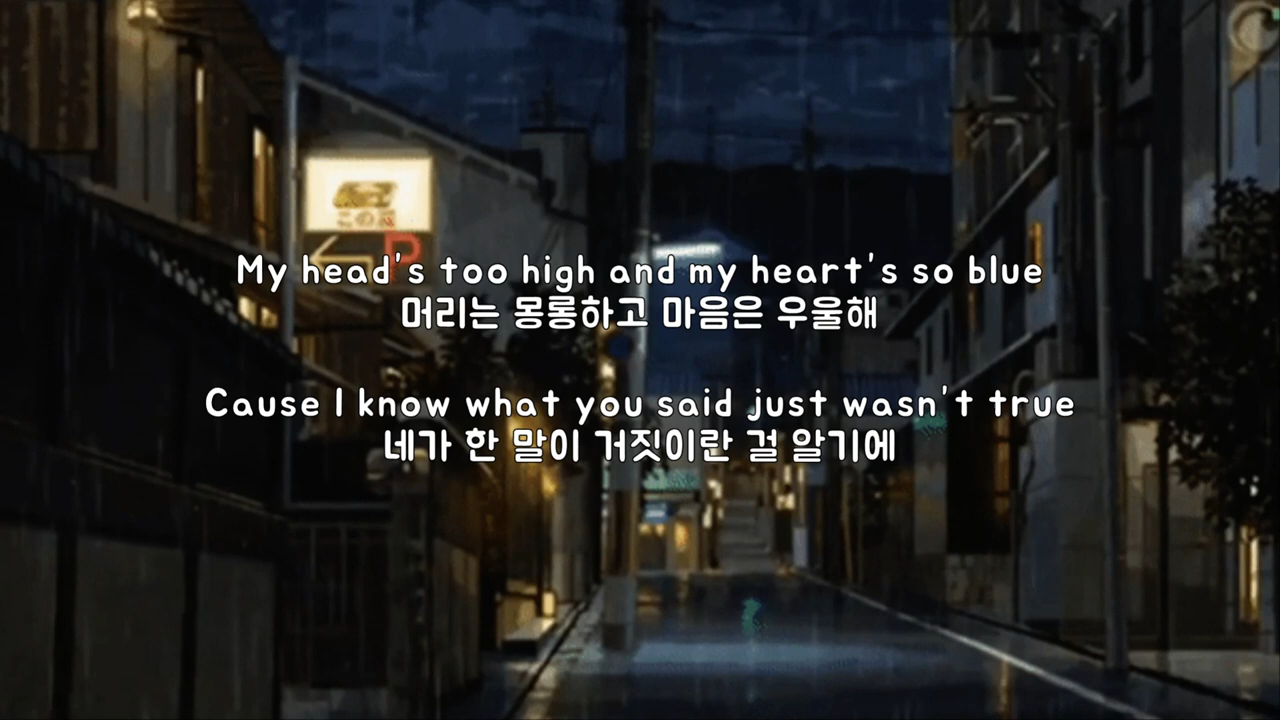 My head's too high and my heart's so blue
머리는 몽롱하고 마음은 우울해
Cause I know what you said just wasn't true
네가 한 말이 거짓이란 걸 알기에
P